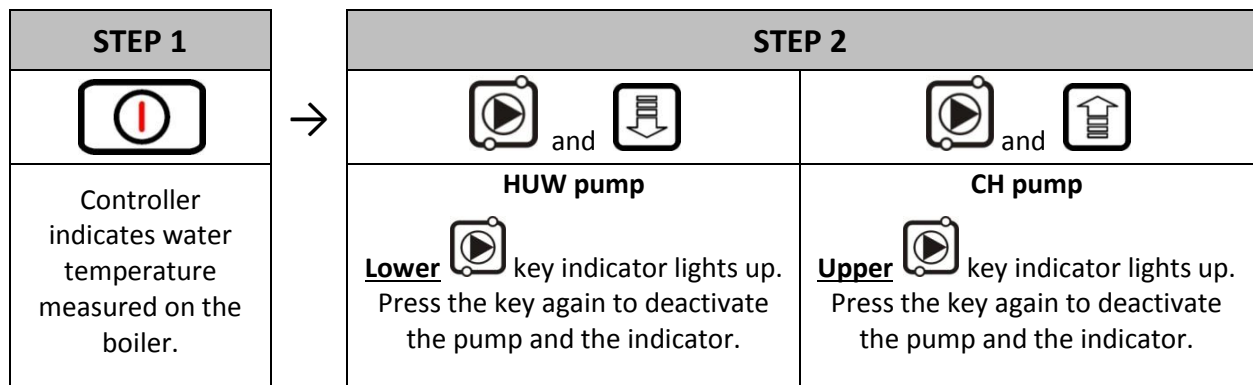 STEP 1
STEP 2
→
and
and
Controller
indicates water
temperature
measured on the
boiler.
HUW pump
Lower key indicator lights up.
Press the key again to deactivate
the pump and the indicator.
CH pump
Upper key indicator lights up.
Press the key again to deactivate
the pump and the indicator.